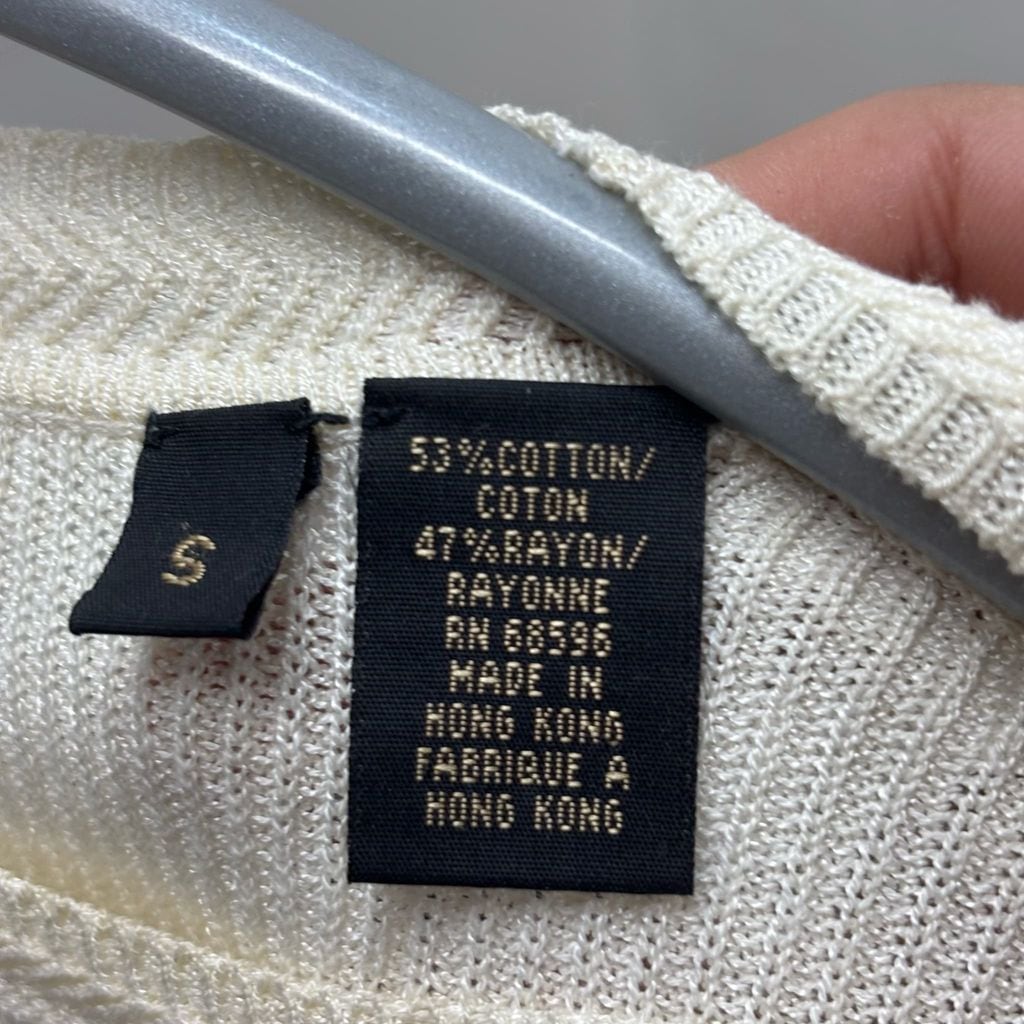 S
53%COTTON/
COTON
47%RAYON/
RAYONNE
RN 68596
MADE IN
HONG KONG
FABRIQUE A
HONG KONG